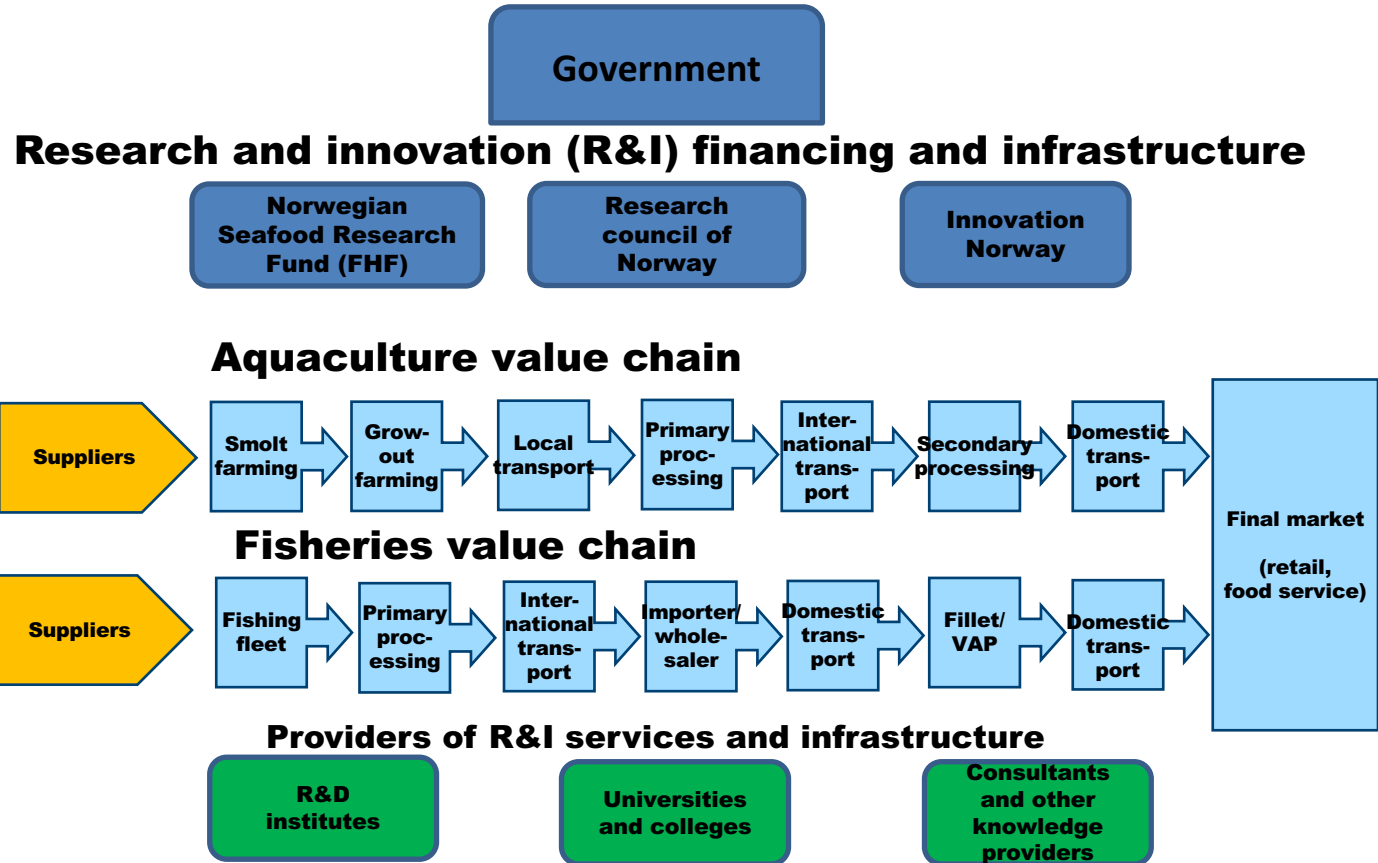 Government
Research and innovation (R&I) financing and infrastructure
Norwegian
Seafood Research
Fund (FHF)
Research
council of
Norway
Innovation
Norway
Aquaculture value chain
Suppliers
Smolt
farming
Grow-
out
farming
Local
transport
Primary
proc-
essing
Inter-
national
trans-
port
Secondary
processing
Domestic
trans-
port
Fisheries value chain
Suppliers
Fishing
fleet
Primary
proc-
essing
Inter-
national
trans-
port
Importer/
whole-
saler
Domestic
trans-
port
Fillet/
VAP
Domestic
trans-
port
Final market
(retail,
food service)
Providers of R&I services and infrastructure
R&D
institutes
Universities
and colleges
Consultants
and other
knowledge
providers